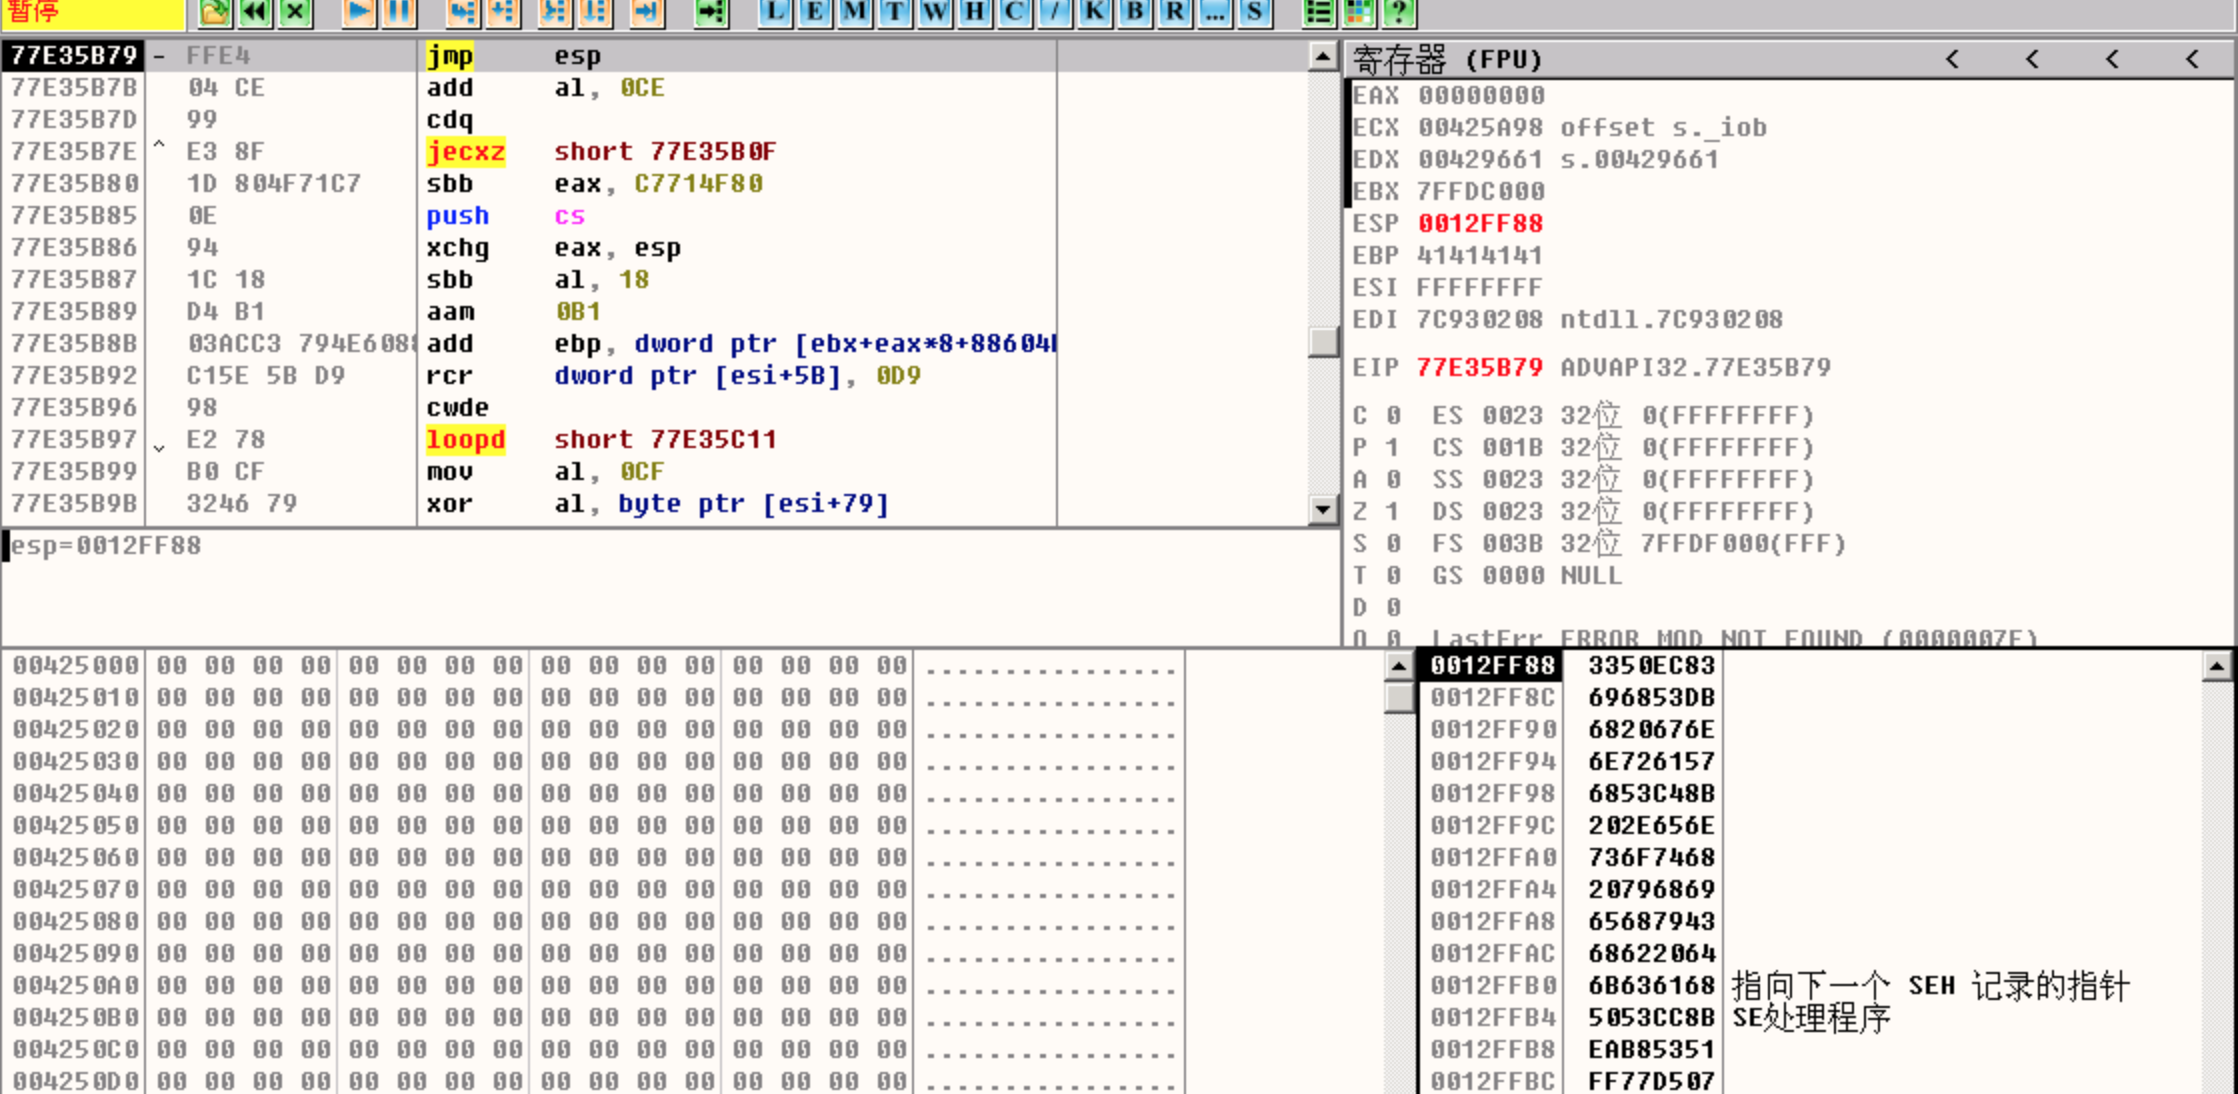 暂停
L E M T W H C / K B R ... S ?
77E35B79 - FFE4 jmp esp
77E35B7B 04 CE add al, 0CE
77E35B7D 99 cdq
77E35B7E ^ E3 8F jecxz short 77E35B0F
77E35B80 1D 804F71C7 sbb eax, C7714F80
77E35B85 0E push cs
77E35B86 94 xchg eax, esp
77E35B87 1C 18 sbb al, 18
77E35B89 D4 B1 aam 0B1
77E35B8B 03ACC3 794E608 add ebp, dword ptr [ebx+eax*8+88604
77E35B92 C15E 5B D9 rcr dword ptr [esi+5B], 0D9
77E35B96 98 cwde
77E35B97 E2 78 loopd short 77E35C11
77E35B99 B0 CF mov al, 0CF
77E35B9B 3246 79 xor al, byte ptr [esi+79]
esp=0012FF88
寄存器 (FPU) < < < <
EAX 00000000
ECX 00425A98 offset s._iob
EDX 00429661 s.00429661
EBX 7FFDC000
ESP 0012FF88
EBP 41414141
ESI FFFFFFFF
EDI 7C930208 ntdll.7C930208
EIP 77E35B79 ADVAPI32.77E35B79
C 0 ES 0023 32位 0(FFFFFFFF)
P 1 CS 001B 32位 0(FFFFFFFF)
A 0 SS 0023 32位 0(FFFFFFFF)
Z 1 DS 0023 32位 0(FFFFFFFF)
S 0 FS 003B 32位 7FFDF000(FFF)
T 0 GS 0000 NULL
D 0
O 0 LastErr ERROR_MOD_NOT_FOUND (0000007E)
00425000 00 00 00 00 00 00 00 00 00 00 00 00 00 00 00 00 ................
00425010 00 00 00 00 00 00 00 00 00 00 00 00 00 00 00 00 ................
00425020 00 00 00 00 00 00 00 00 00 00 00 00 00 00 00 00 ................
00425030 00 00 00 00 00 00 00 00 00 00 00 00 00 00 00 00 ................
00425040 00 00 00 00 00 00 00 00 00 00 00 00 00 00 00 00 ................
00425050 00 00 00 00 00 00 00 00 00 00 00 00 00 00 00 00 ................
00425060 00 00 00 00 00 00 00 00 00 00 00 00 00 00 00 00 ................
00425070 00 00 00 00 00 00 00 00 00 00 00 00 00 00 00 00 ................
00425080 00 00 00 00 00 00 00 00 00 00 00 00 00 00 00 00 ................
00425090 00 00 00 00 00 00 00 00 00 00 00 00 00 00 00 00 ................
004250A0 00 00 00 00 00 00 00 00 00 00 00 00 00 00 00 00 ................
004250B0 00 00 00 00 00 00 00 00 00 00 00 00 00 00 00 00 ................
004250C0 00 00 00 00 00 00 00 00 00 00 00 00 00 00 00 00 ................
004250D0 00 00 00 00 00 00 00 00 00 00 00 00 00 00 00 00 ................
0012FF88 3350EC83
0012FF8C 696853DB
0012FF90 6820676E
0012FF94 6E726157
0012FF98 6853C48B
0012FF9C 202E656E
0012FFA0 736F7468
0012FFA4 20796869
0012FFA8 65687943
0012FFAC 68622064
0012FFB0 6B636168 指向下一个 SEH 记录的指针
0012FFB4 5053CC8B SE处理程序
0012FFB8 EAB85351
0012FFBC FF77D507